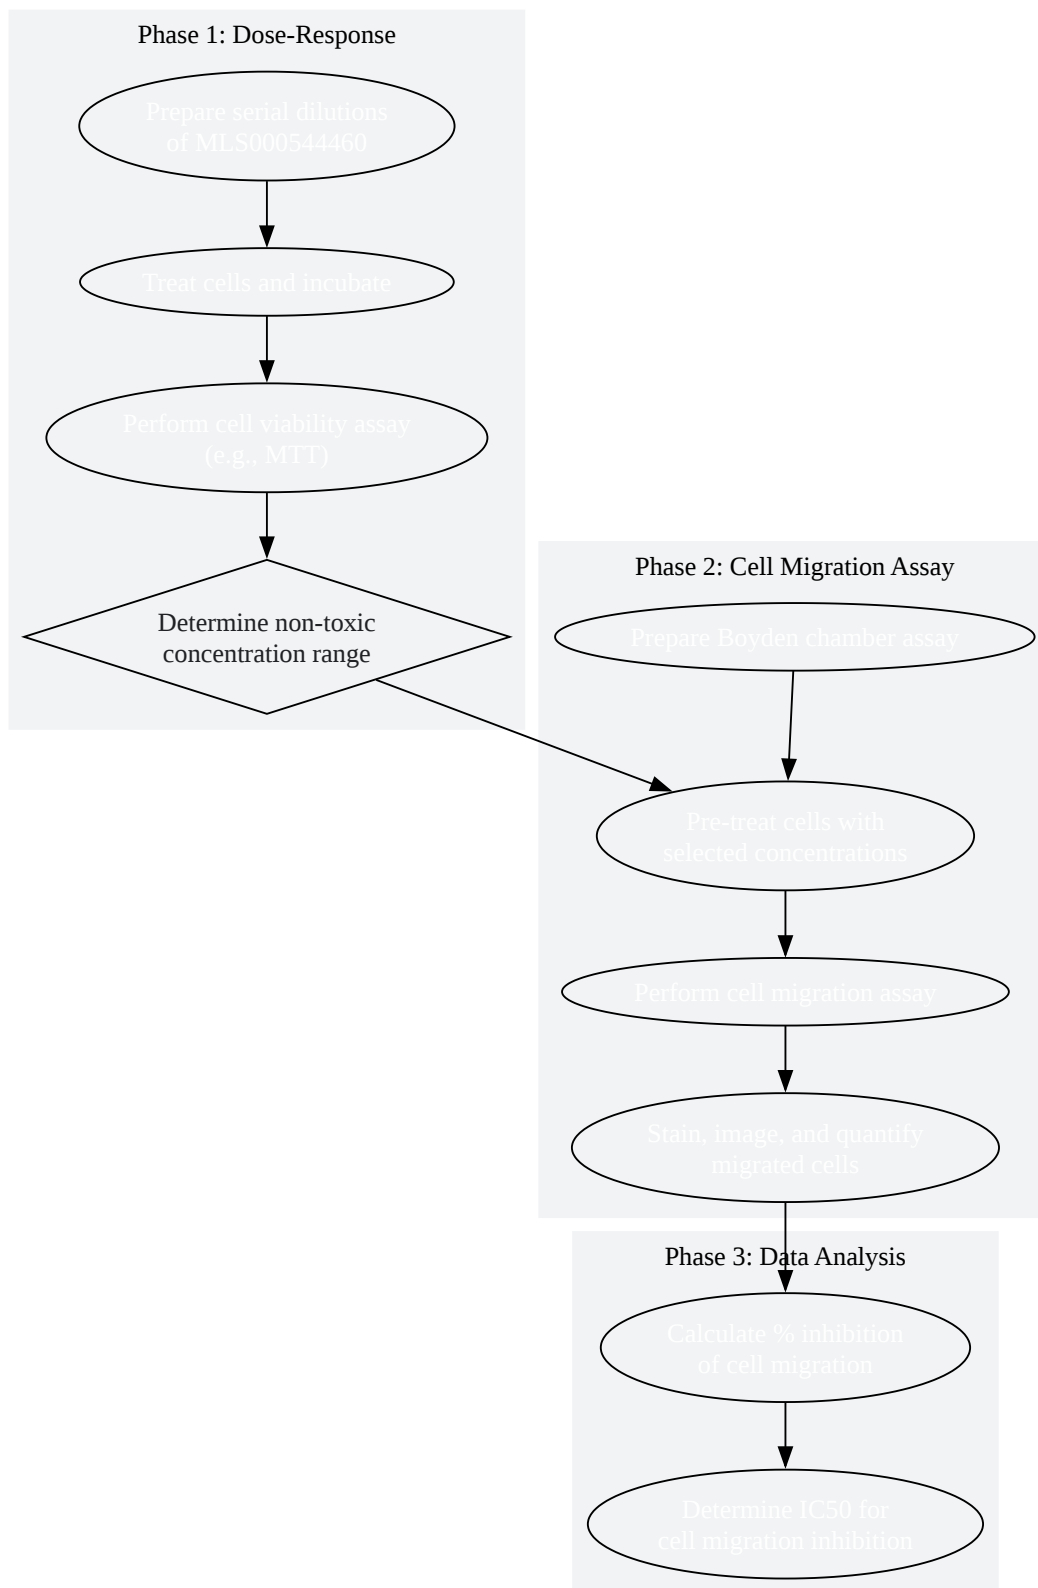 Phase 1: Dose-Response
Prepare serial dilutions
of MLS000544460
Treat cells and incubate
Perform cell viability assay
(e.g., MTT)
Determine non-toxic
concentration range
Phase 2: Cell Migration Assay
Prepare Boyden chamber assay
Pre-treat cells with
selected concentrations
Perform cell migration assay
Stain, image, and quantify
migrated cells
Phase 3: Data Analysis
Calculate % inhibition
of cell migration
Determine IC50 for
cell migration inhibition